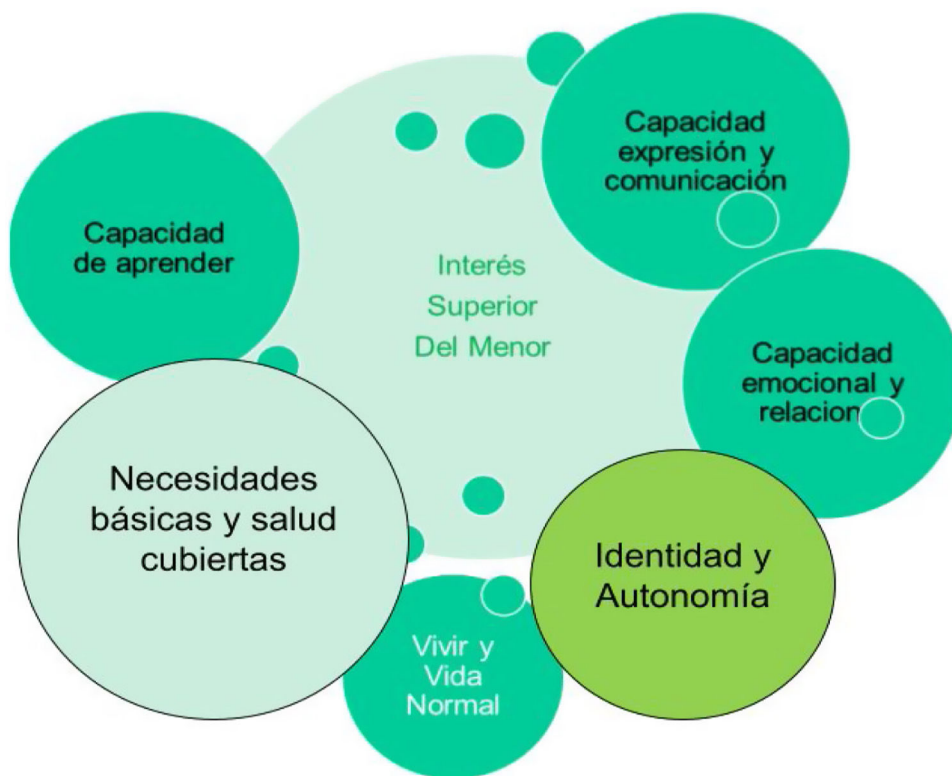 Capacidad
expresión y
comunicación
Capacidad
de aprender
Interés
Superior
Del Menor
Capacidad
emocional y
relacion
Necesidades
básicas y salud
cubiertas
Identidad y
Autonomía
Vivir y
Vida
Normal